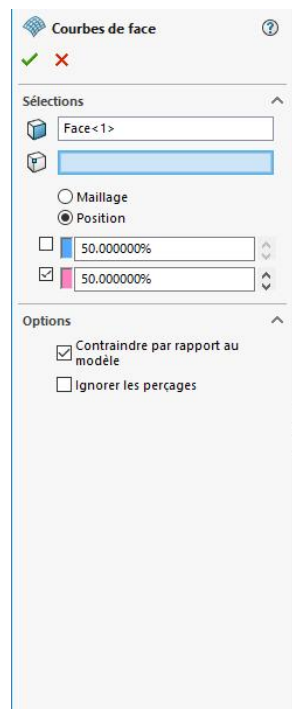 Courbes de face
Sélections
Face<1>
Maillage
Position
50.000000%
50.000000%
Options
Contraindre par rapport au
modèle
Ignorer les perçages